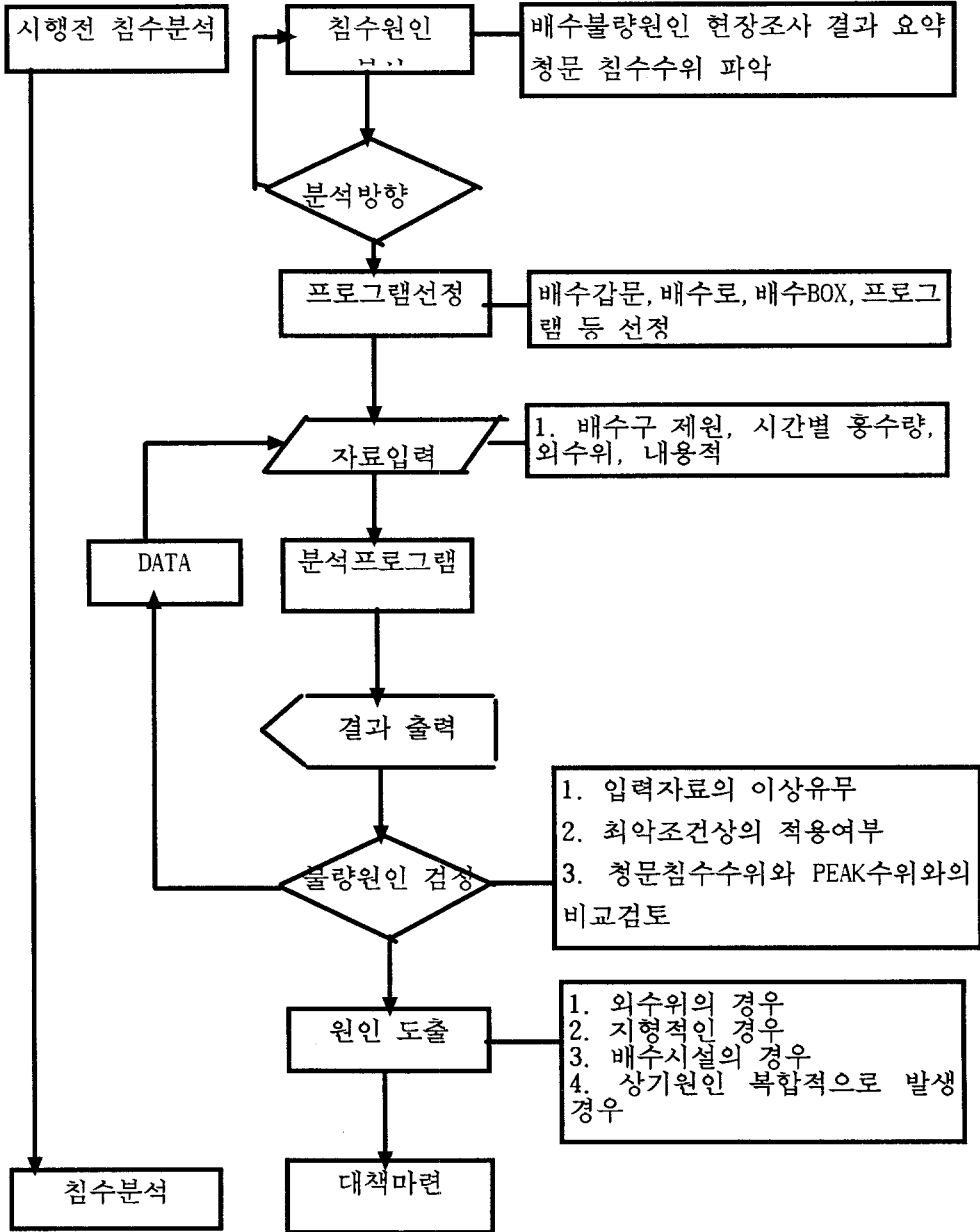 시행전 침수분석
침수원인
배수불량원인 현장조사 결과 요약
청문 침수수위 파악
분석방향
프로그램선정
배수갑문, 배수로, 배수BOX, 프로그
램 등 선정
자료입력
1. 배수구 제원, 시간별 홍수량,
외수위, 내용적
DATA
분석프로그램
결과 출력
1. 입력자료의 이상유무
2. 최악조건상의 적용여부
3. 청문침수수위와 PEAK수위와의
비교검토
불량원인
원인 도출
1. 외수위의 경우
2. 지형적인 경우
3. 배수시설의 경우
4. 상기원인 복합적으로 발생
경우
침수분석
대책마련